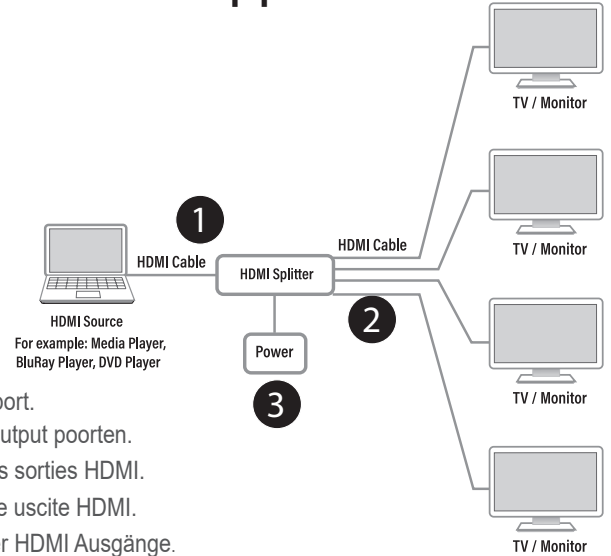 TV / Monitor
1
HDMI Cable
HDMI Cable
HDMI Splitter
TV / Monitor
2
HDMI Source
For example: Media Player,
BluRay Player, DVD Player
Power
3
TV / Monitor
utput poorten.
s sorties HDMI.
e uscite HDMI.
r HDMI Ausgänge.
TV / Monitor